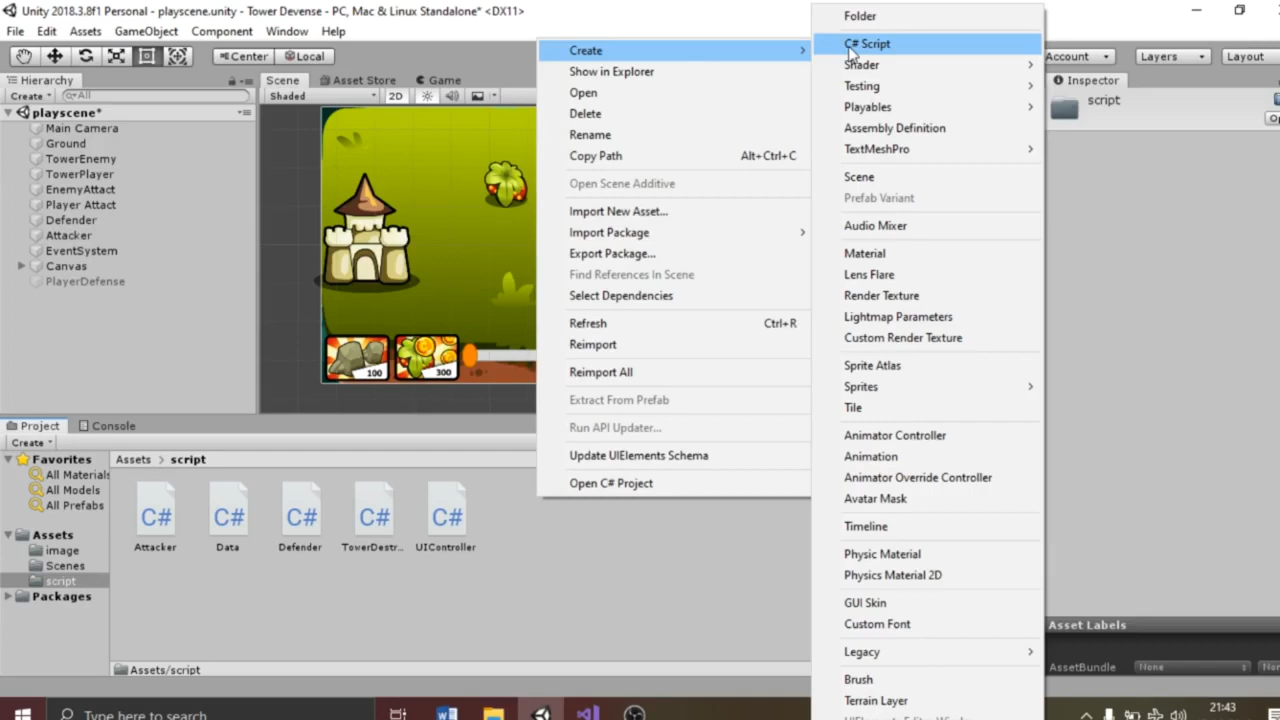 Unity 2018.3.8f1 Personal - playscene.unity - Tower Devense - PC, Mac & Linux Standalone* <DX11>
File Edit Assets GameObject Component Window Help
Center Local Account Layers Layout
Hierarchy
Create All
playscene*
Main Camera
Ground
TowerEnemy
TowerPlayer
EnemyAttact
Player Attact
Defender
Attacker
EventSystem
Canvas
PlayerDefense
Scene Asset Store Game
Shaded 2D
100 300
Create
Show in Explorer
Open
Delete
Rename
Copy Path Alt+Ctrl+C
Open Scene Additive
Import New Asset...
Import Package
Export Package...
Find References In Scene
Select Dependencies
Refresh Ctrl+R
Reimport
Reimport All
Extract From Prefab
Run API Updater...
Update UIElements Schema
Open C# Project
Folder
C# Script
Shader
Testing
Playables
Assembly Definition
TextMeshPro
Scene
Prefab Variant
Audio Mixer
Material
Lens Flare
Render Texture
Lightmap Parameters
Custom Render Texture
Sprite Atlas
Sprites
Tile
Animator Controller
Animation
Animator Override Controller
Avatar Mask
Timeline
Physic Material
Physics Material 2D
GUI Skin
Custom Font
Legacy
Brush
Terrain Layer
Inspector
script
Project Console
Create
Favorites
All Materials
All Models
All Prefabs
Assets
image
Scenes
script
Packages
Assets > script
C# C# C# C# C#
Attacker Data Defender TowerDestr... UIController
Assets/script
Asset Labels
AssetBundle None
Type here to search
21:43